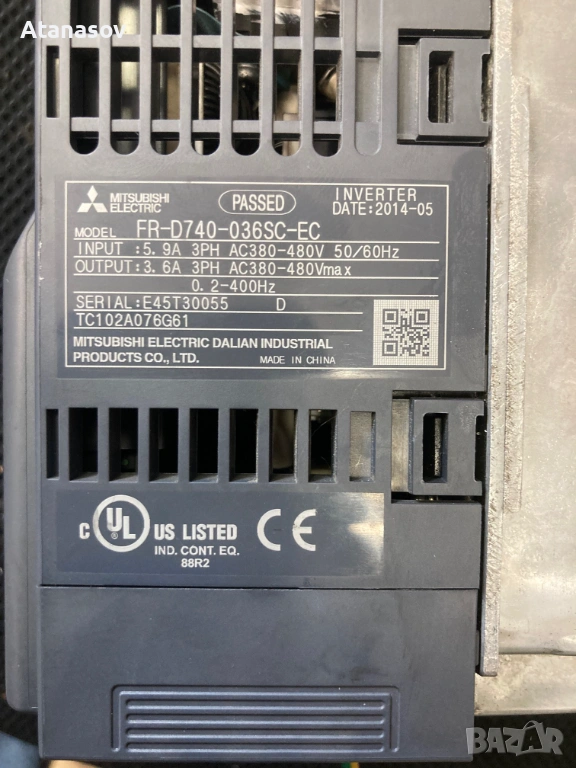 Atanasov
MITSUBISHI ELECTRIC
PASSED
INVERTER
DATE:2014-05
MODEL FR-D740-036SC-EC
INPUT :5.9A 3PH AC380-480V 50/60Hz
OUTPUT:3.6A 3PH AC380-480Vmax
0.2-400Hz
SERIAL:E45T30055 D
TC102A076G61
MITSUBISHI ELECTRIC DALIAN INDUSTRIAL
PRODUCTS CO., LTD. MADE IN CHINA
C UL US LISTED CE
IND. CONT. EQ.
88R2
BAZAR